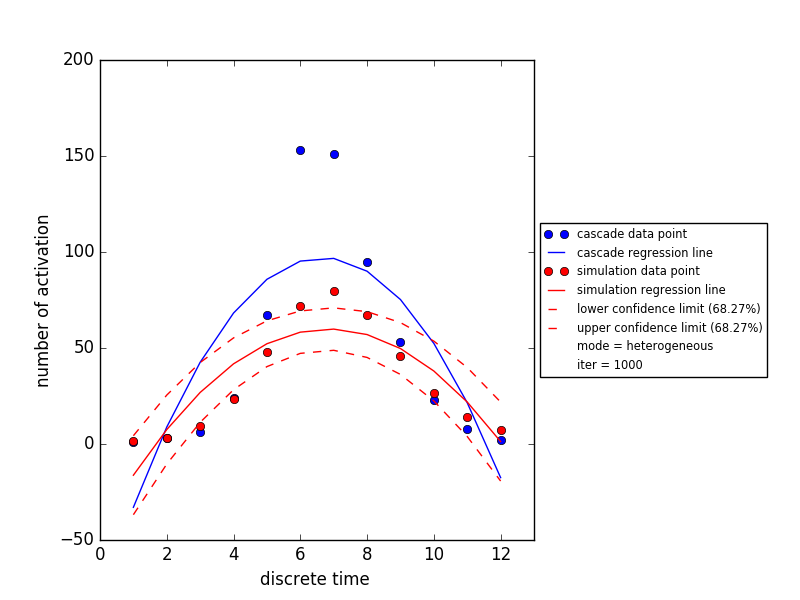 200
150
100
50
0
−50
0 2 4 6 8 10 12
number of activation
discrete time
cascade data point
cascade regression line
simulation data point
simulation regression line
lower confidence limit (68.27%)
upper confidence limit (68.27%)
mode = heterogeneous
iter = 1000